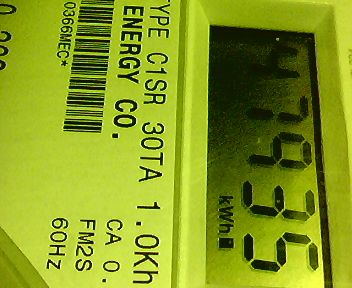 47935
kWh
TYPE C1SR 30TA 1.0Kh
ENERGY CO.
CA 0.
FM2S
0366MEC*
60Hz